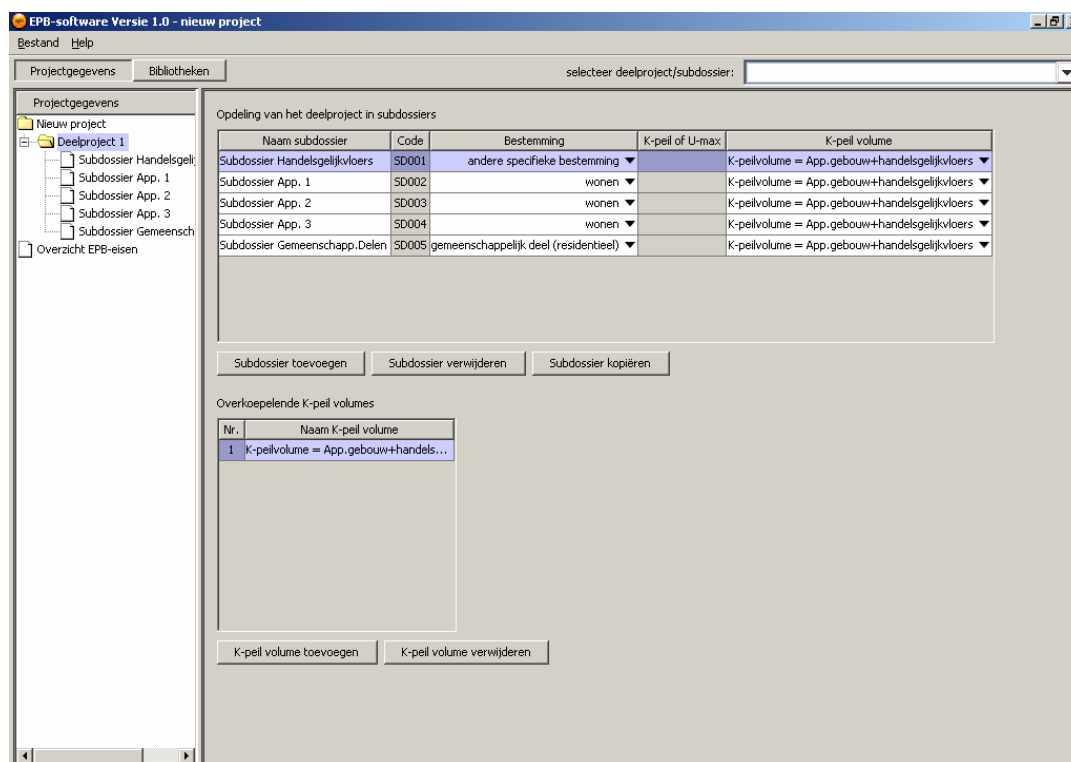 EPB-software Versie 1.0 - nieuw project
Bestand Help
Projectgegevens Bibliotheken selecteer deelproject/subdossier:
Projectgegevens
Nieuw project
Deelproject 1
Subdossier Handelsgelij
Subdossier App. 1
Subdossier App. 2
Subdossier App. 3
Subdossier Gemeensch
Overzicht EPB-eisen
Opdeling van het deelproject in subdossiers
Naam subdossier Code Bestemming K-peil of U-max K-peil volume
Subdossier Handelsgelijkvloers SD001 andere specifieke bestemming K-peilvolume = App.gebouw+handelsgelijkvloers
Subdossier App. 1 SD002 wonen K-peilvolume = App.gebouw+handelsgelijkvloers
Subdossier App. 2 SD003 wonen K-peilvolume = App.gebouw+handelsgelijkvloers
Subdossier App. 3 SD004 wonen K-peilvolume = App.gebouw+handelsgelijkvloers
Subdossier Gemeenschapp.Delen SD005 gemeenschappelijk deel (residentieel) K-peilvolume = App.gebouw+handelsgelijkvloers
Subdossier toevoegen Subdossier verwijderen Subdossier kopiëren
Overkoepelende K-peil volumes
Nr. Naam K-peil volume
1 K-peilvolume = App.gebouw+handels...
K-peil volume toevoegen K-peil volume verwijderen